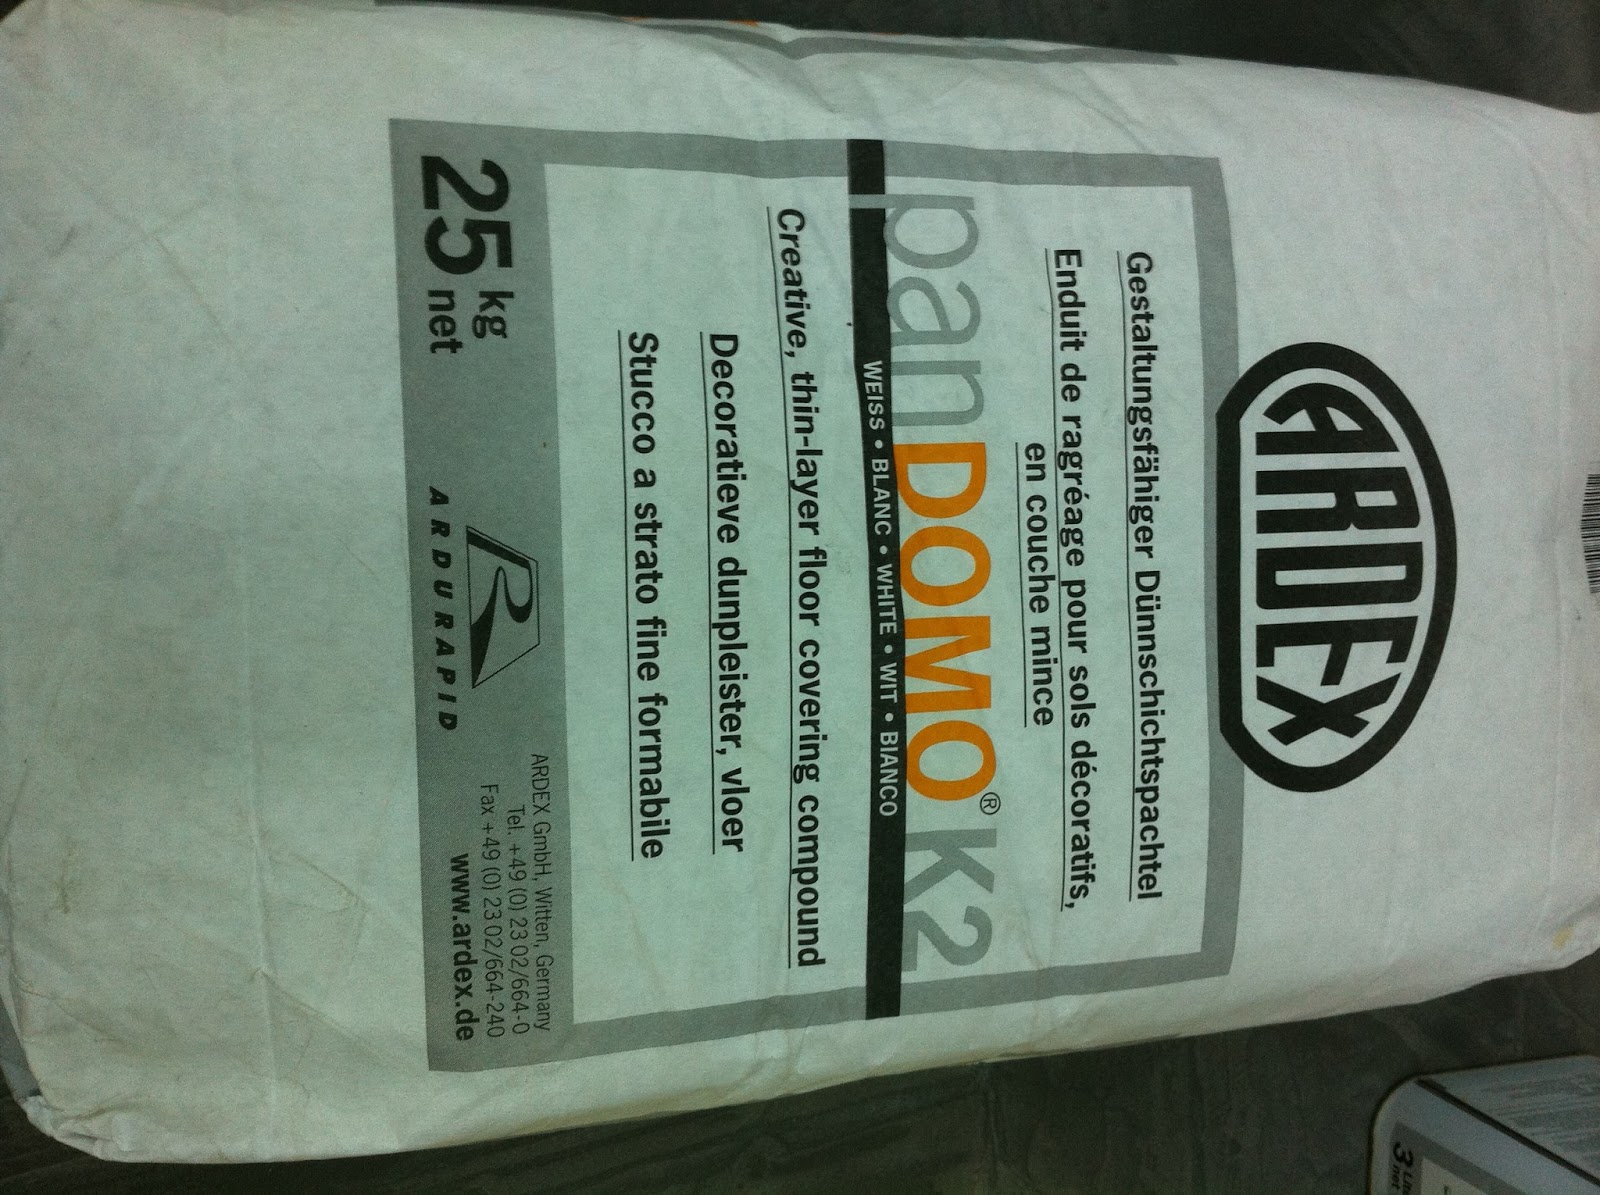 ARDEX
Gestaltungsfähiger Dünnschichtspachtel
Enduit de ragréage pour sols décoratifs,
en couche mince
panDOMO® k2
WEISS • BLANC • WHITE • WIT • BIANCO
Creative, thin-layer floor covering compound
Decoratieve dunpleister, vloer
Stucco a strato fine formabile
25 kg net
R
ARDURAPID
ARDEX GmbH, Witten, Germany
Tel. +49 (0) 23 02/664-0
Fax +49 (0) 23 02/664-240
www.ardex.de
3
net